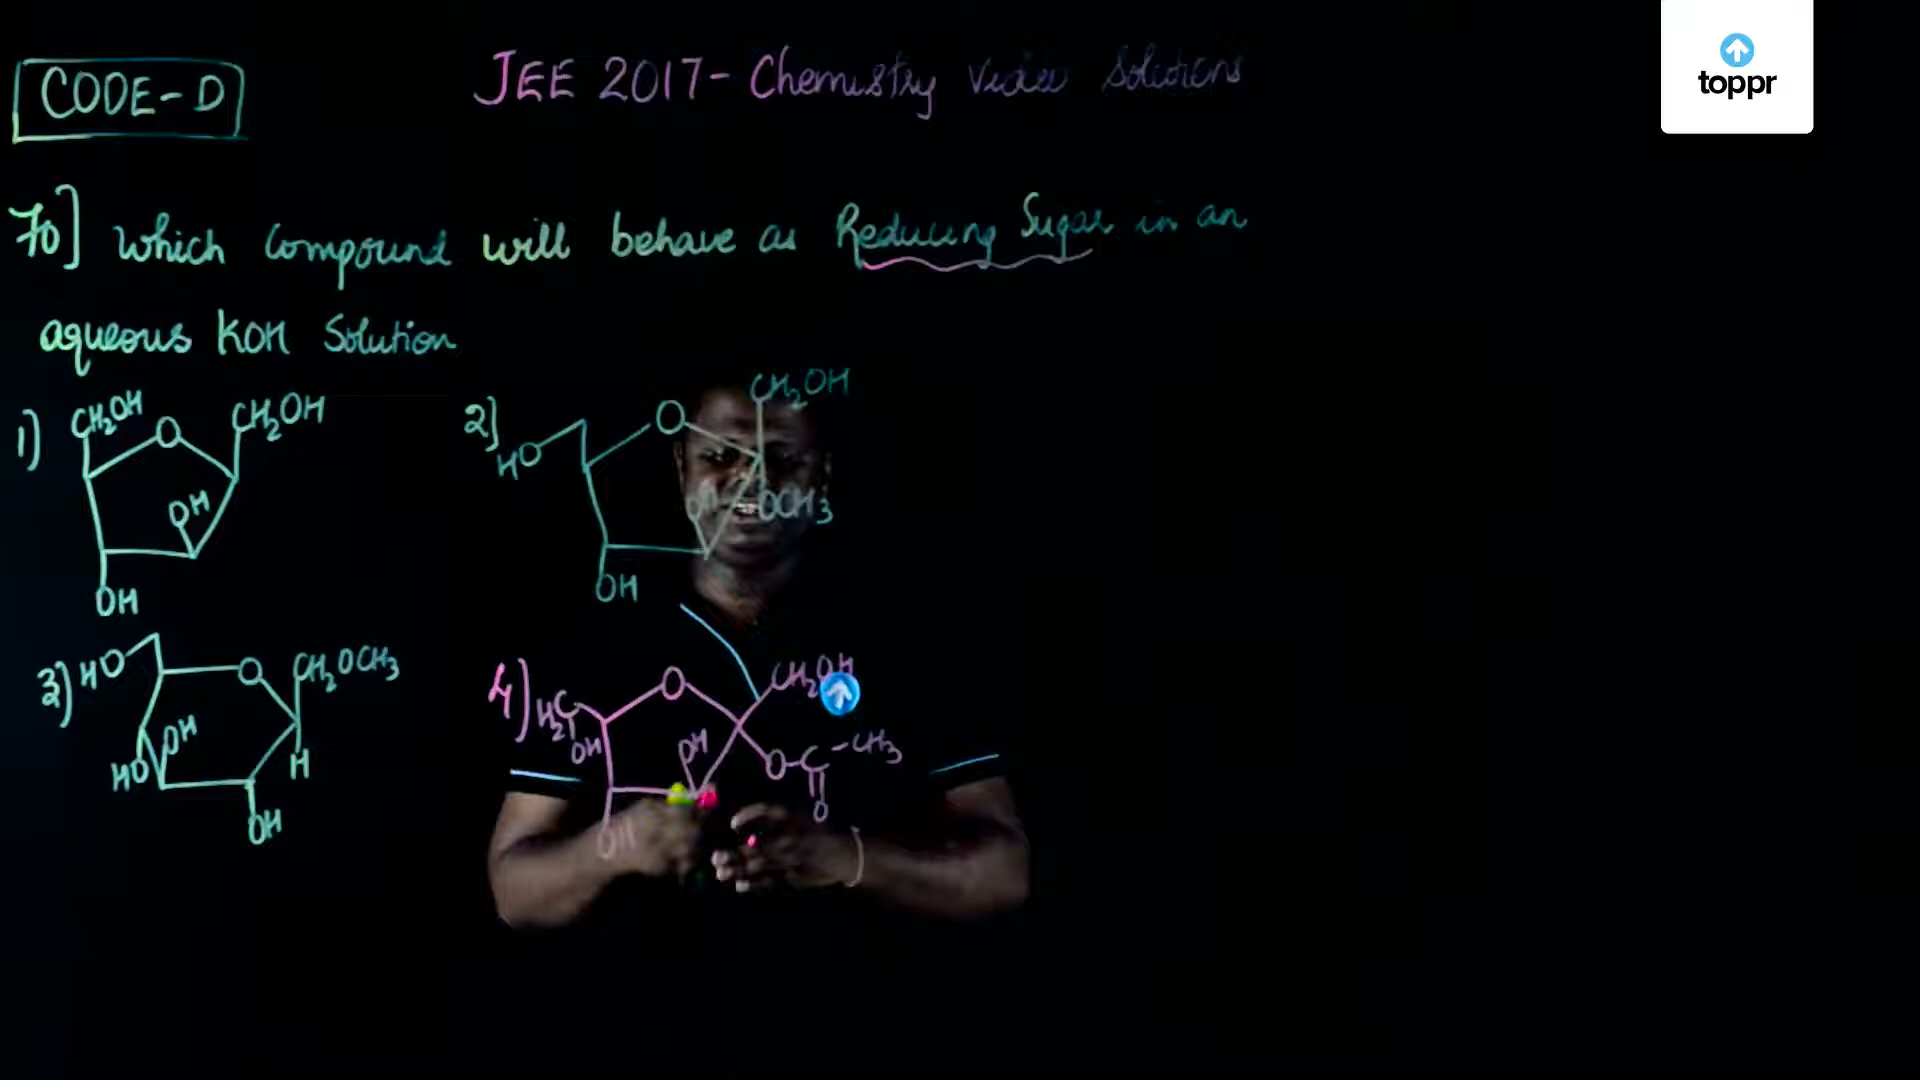 toppr
CODE-D
JEE 2017- Chemistry Video Solutions
70] which compound will behave as Reducing Sugar in an
aqueous KOH Solution
1) CH₂OH O CH₂OH
OH
OH
2] HO O CH₂OH
OH OCH₃
OH
3) HO O CH₂OCH₃
OH
HO H
OH
4) H₂C O CH₂OH
OH OH O-C-CH₃
O
OH